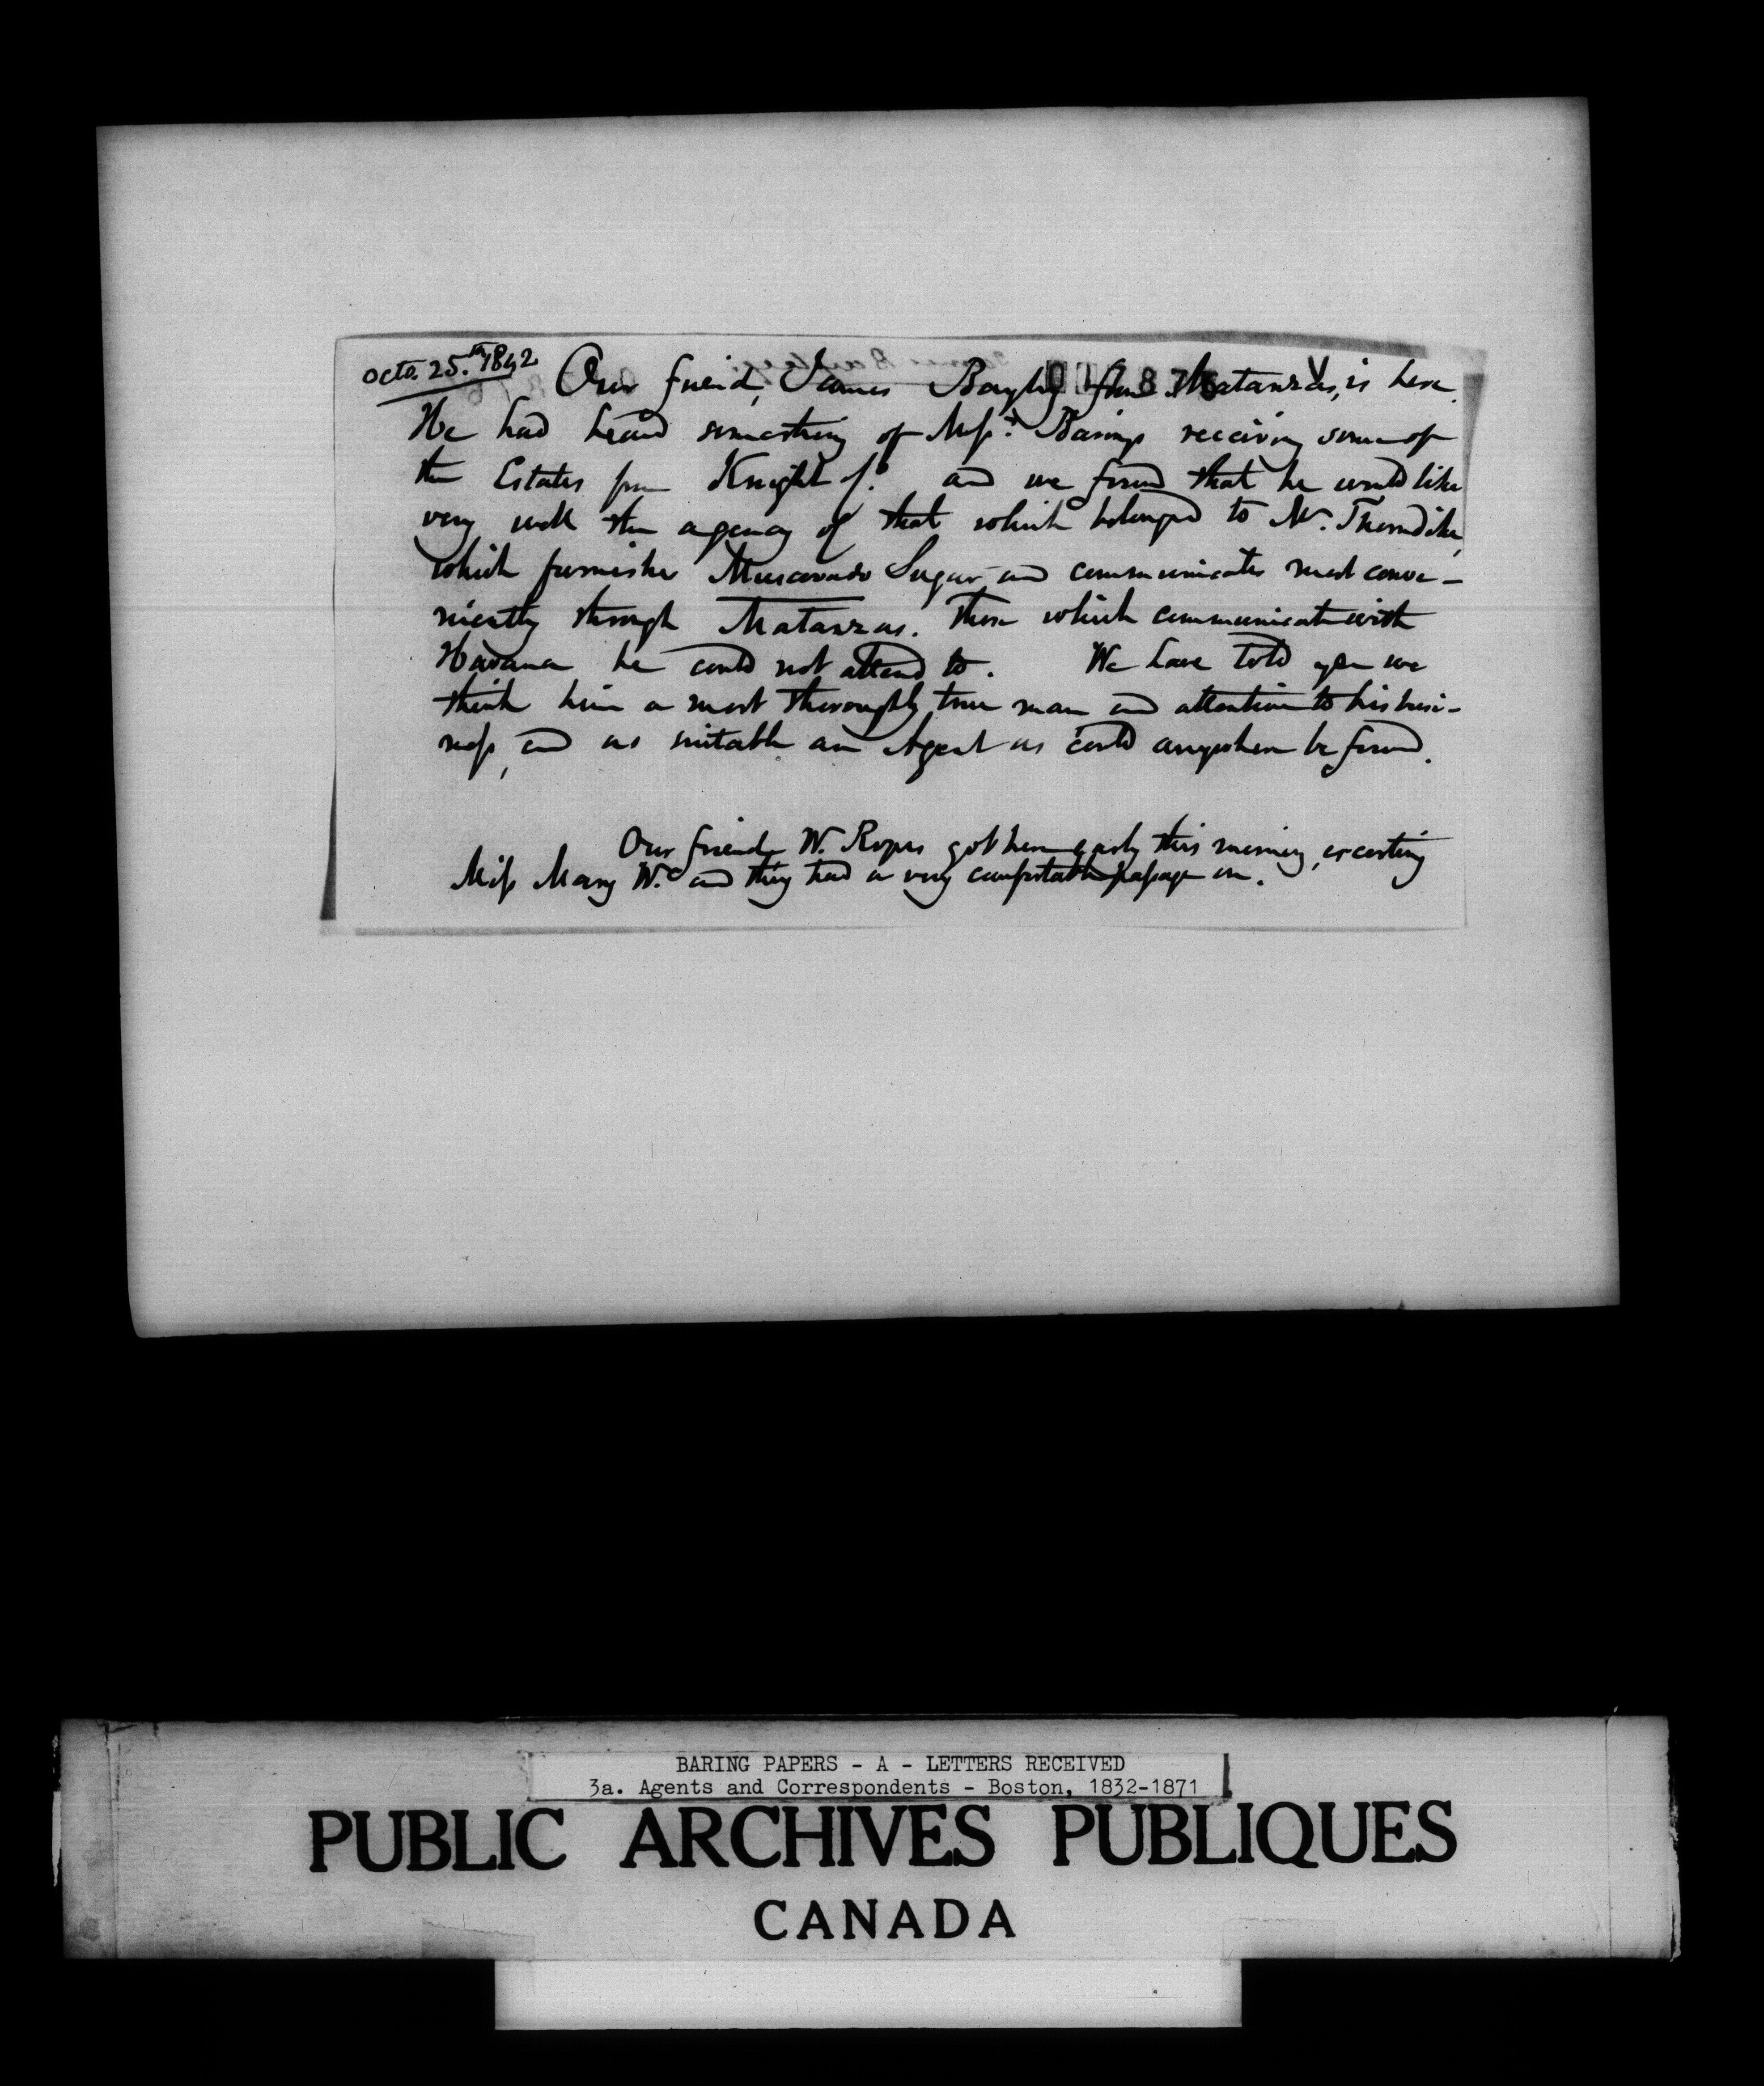 Octo. 25.th 1842
Our friend, James Bayley from Matanzas, is here.
He had heard something of Messrs. Barings receiving some of
the Estates from Knight &c. and we found that he would like
very well the agency of that which belonged to Mr. Thorndike,
which furnishes Muscovado Sugar and communicates most conve-
niently through Matanzas. Those which communicate with
Havana he could not attend to. We have told you we
think him a most thoroughly true man and attentive to his busi-
ness, and as suitable an Agent as could anywhere be found.
Our friend W. Ropes got here early this morning, escorting
Miss Mary W. and they had a very comfortable passage on.
BARING PAPERS - A - LETTERS RECEIVED
3a. Agents and Correspondents - Boston, 1832-1871
PUBLIC ARCHIVES PUBLIQUES
CANADA